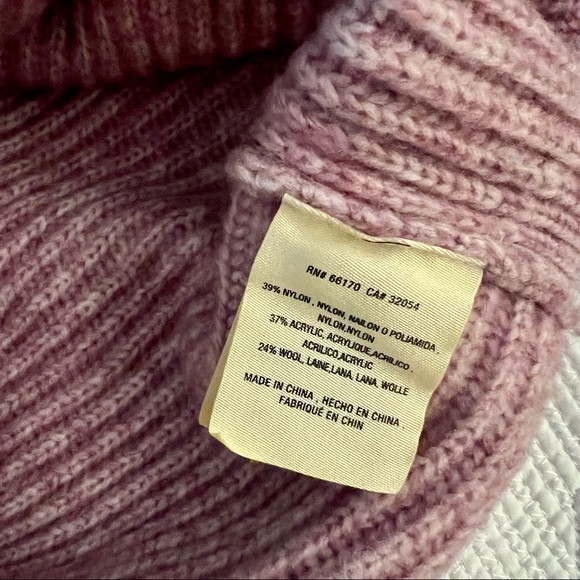 RN# 66170 CA# 32054
39% NYLON , NYLON, NAILON O POLIAMIDA ,
NYLON,NYLON
37% ACRYLIC, ACRYLIQUE,ACRILICO ,
ACRILICO,ACRYLIC
24% WOOL, LAINE,LANA, LANA, WOLLE
MADE IN CHINA , HECHO EN CHINA ,
FABRIQUÉ EN CHIN